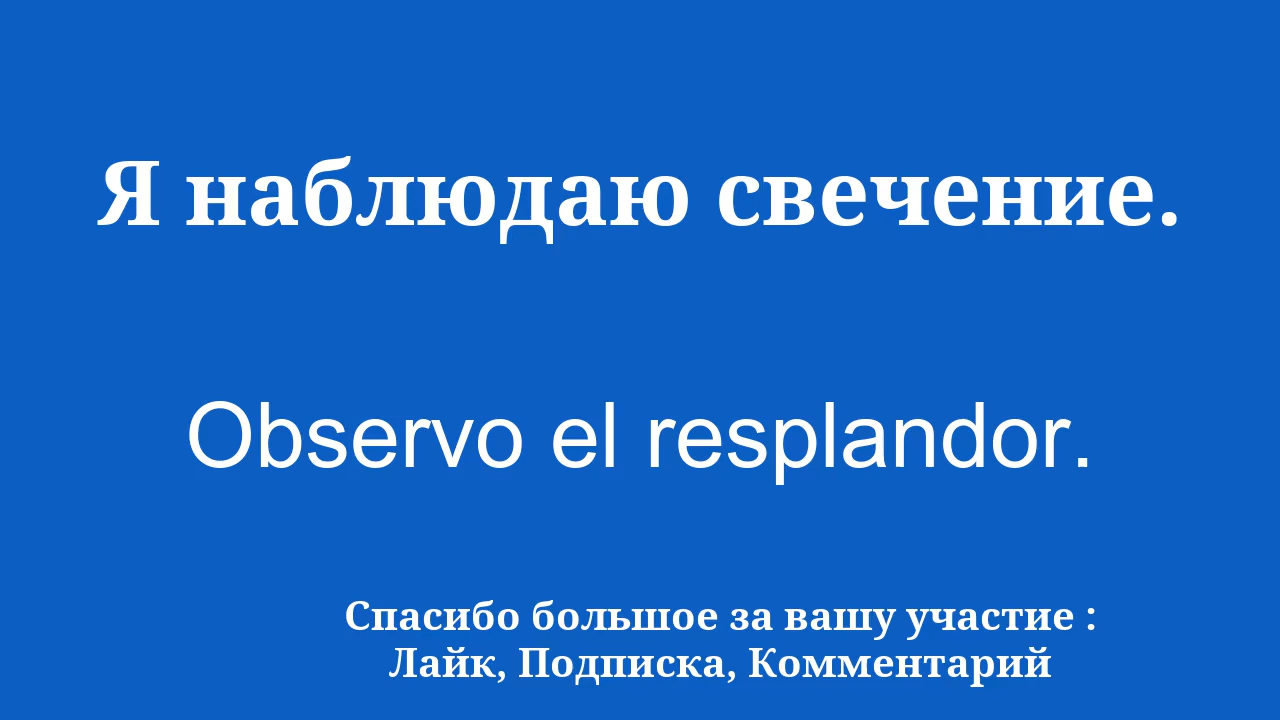 Я наблюдаю свечение.
Observo el resplandor.
Спасибо большое за вашу участие :
Лайк, Подписка, Комментарий